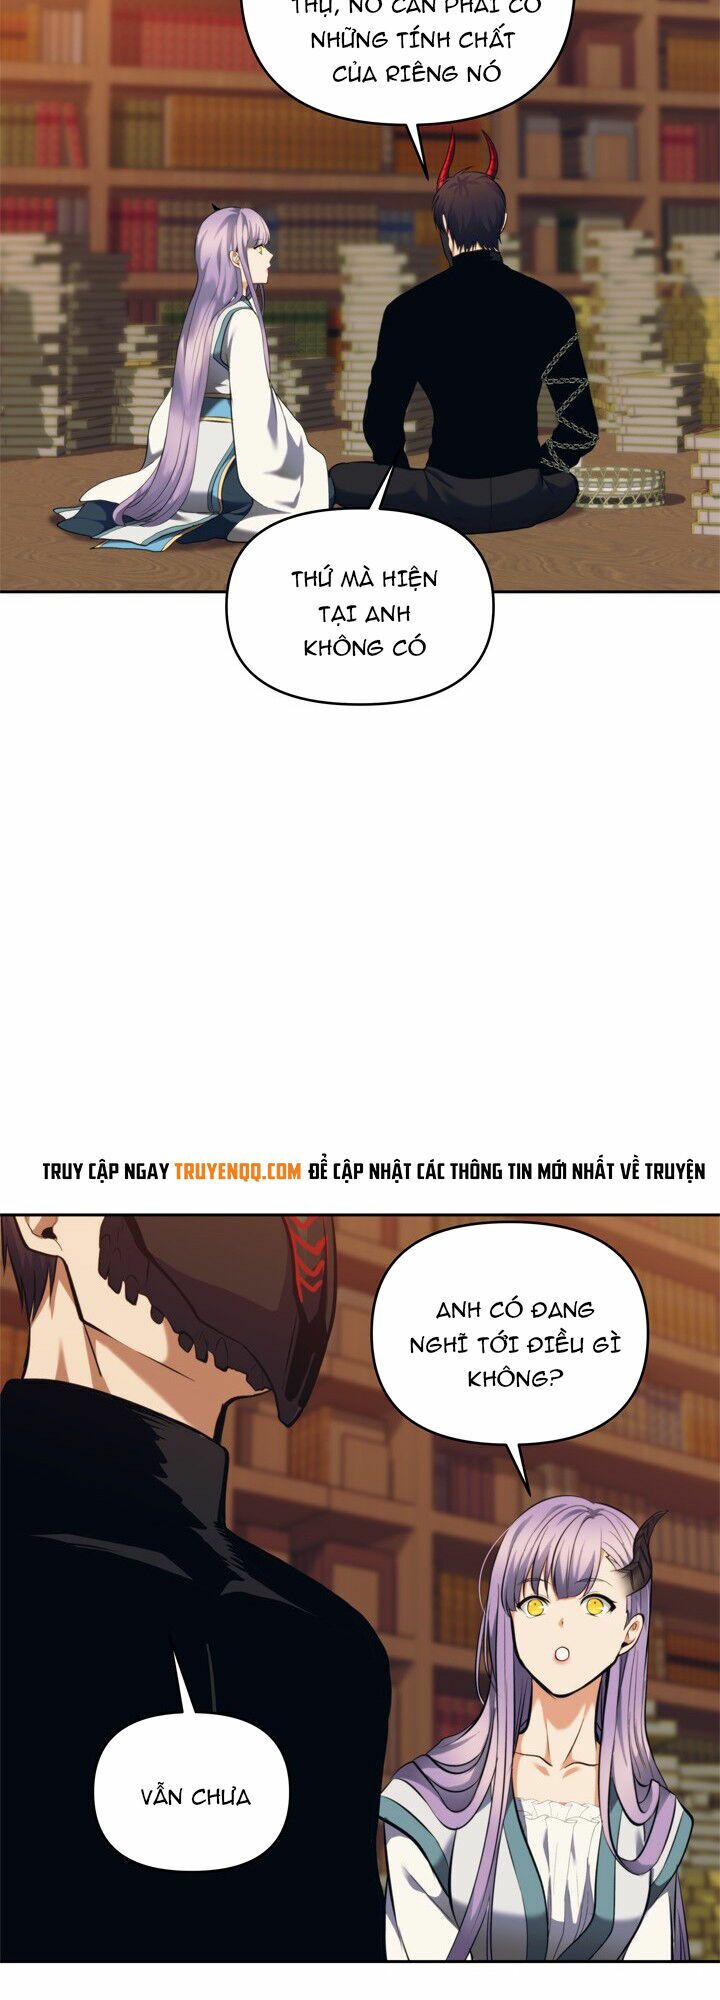 THỤ, NÓ CẦN PHẢI CÓ
NHỮNG TÍNH CHẤT
CỦA RIÊNG NÓ
THỨ MÀ HIỆN
TẠI ANH
KHÔNG CÓ
TRUY CẬP NGAY TRUYENQQ.COM ĐỂ CẬP NHẬT CÁC THÔNG TIN MỚI NHẤT VỀ TRUYỆN
ANH CÓ ĐANG
NGHĨ TỚI ĐIỀU GÌ
KHÔNG?
VẪN CHƯA